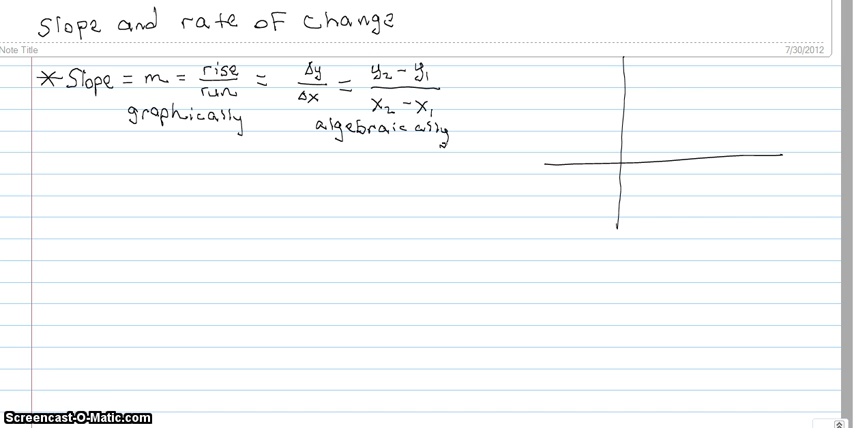 Slope and rate of change
Note Title
7/30/2012
* Slope = m = rise/run = Δy/Δx = y₂ - y₁/x₂ - x₁
graphically
algebraically
Screencast-O-Matic.com